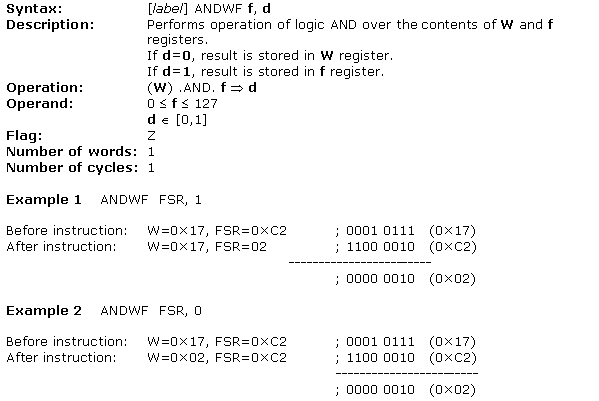 Syntax: [label] ANDWF f, d
Description: Performs operation of logic AND over the contents of W and f
registers.
If d=0, result is stored in W register.
If d=1, result is stored in f register.
Operation: (W) .AND. f ⇒ d
Operand: 0 ≤ f ≤ 127
d ∈ [0,1]
Flag: Z
Number of words: 1
Number of cycles: 1
Example 1 ANDWF FSR, 1
Before instruction: W=0×17, FSR=0×C2 ; 0001 0111 (0×17)
After instruction: W=0×17, FSR=02 ; 1100 0010 (0×C2)
-----------------------
; 0000 0010 (0×02)
Example 2 ANDWF FSR, 0
Before instruction: W=0×17, FSR=0×C2 ; 0001 0111 (0×17)
After instruction: W=0×02, FSR=0×C2 ; 1100 0010 (0×C2)
-----------------------
; 0000 0010 (0×02)